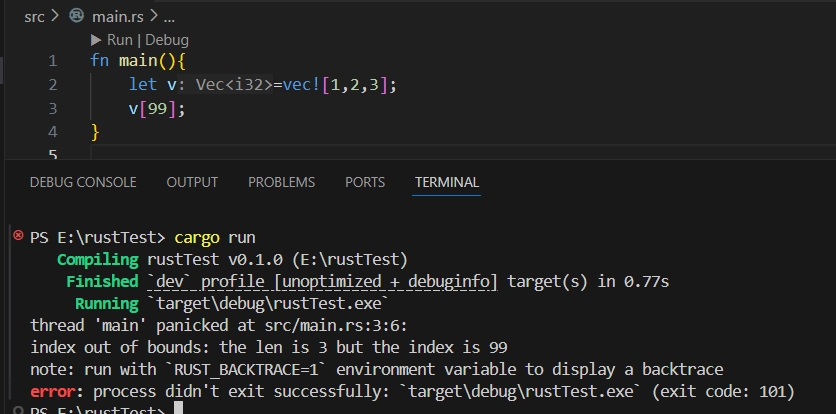 src > main.rs > ...
Run | Debug
1 fn main(){
2     let v: Vec<i32>=vec![1,2,3];
3     v[99];
4 }
5
DEBUG CONSOLE OUTPUT PROBLEMS PORTS TERMINAL
PS E:\rustTest> cargo run
   Compiling rustTest v0.1.0 (E:\rustTest)
    Finished `dev` profile [unoptimized + debuginfo] target(s) in 0.77s
     Running `target\debug\rustTest.exe`
thread 'main' panicked at src/main.rs:3:6:
index out of bounds: the len is 3 but the index is 99
note: run with `RUST_BACKTRACE=1` environment variable to display a backtrace
error: process didn't exit successfully: `target\debug\rustTest.exe` (exit code: 101)
PS E:\rustTest>